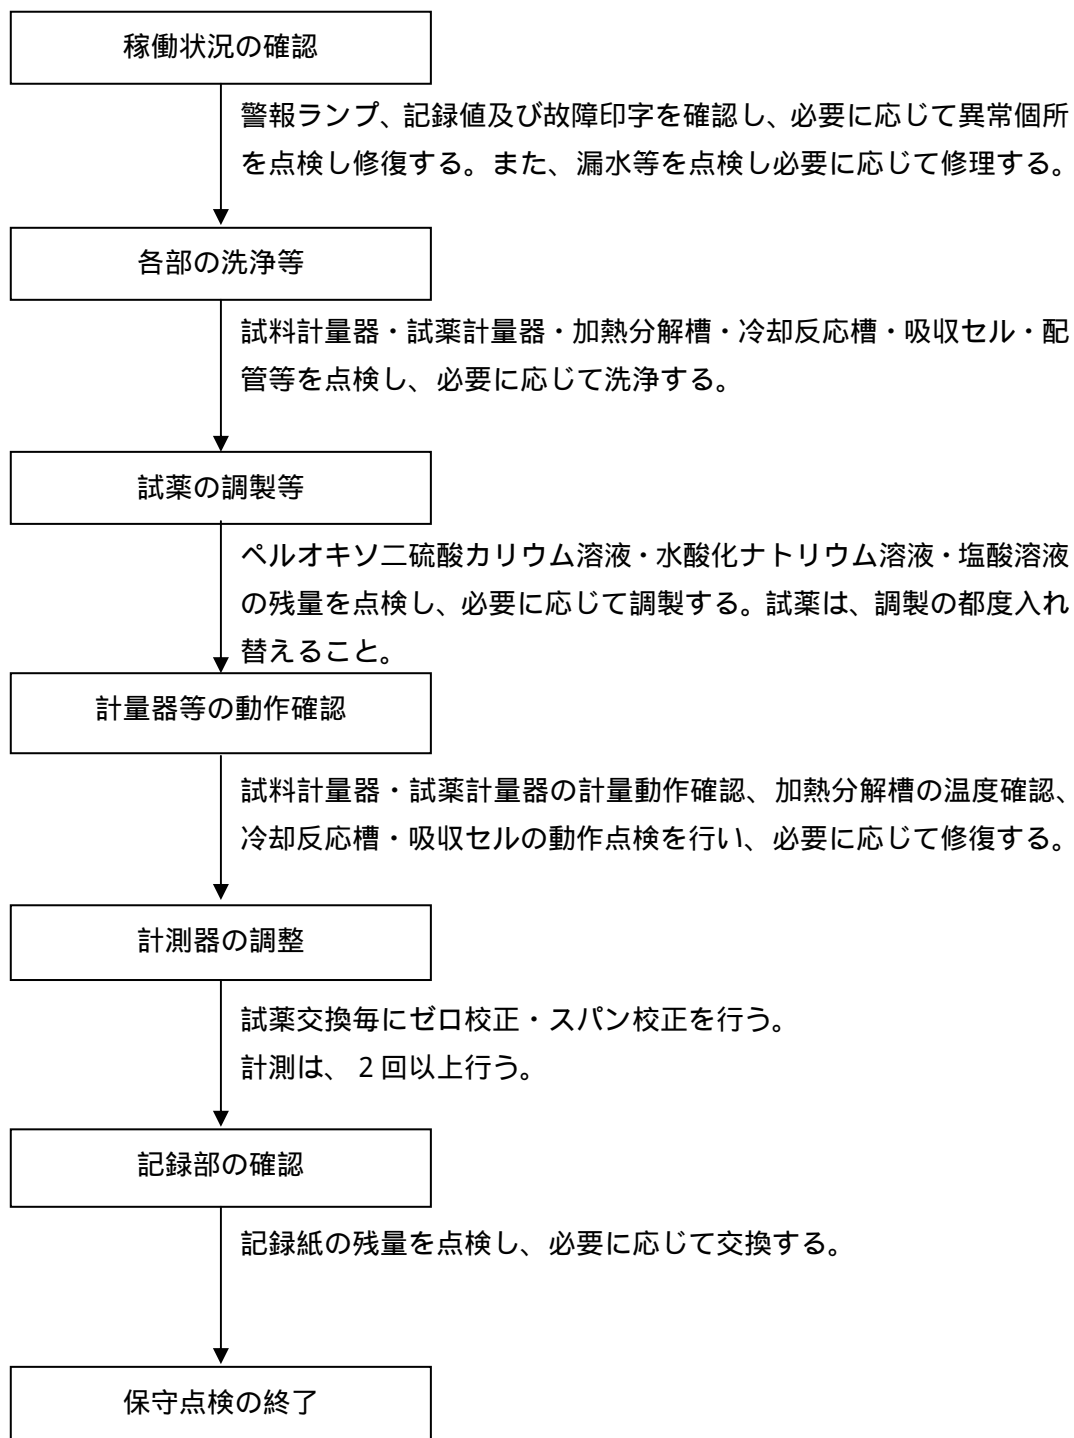 稼働状況の確認
警報ランプ、記録値及び故障印字を確認し、必要に応じて異常個所
を点検し修復する。また、漏水等を点検し必要に応じて修理する。
各部の洗浄等
試料計量器・試薬計量器・加熱分解槽・冷却反応槽・吸収セル・配
管等を点検し、必要に応じて洗浄する。
試薬の調製等
ペルオキソ二硫酸カリウム溶液・水酸化ナトリウム溶液・塩酸溶液
の残量を点検し、必要に応じて調製する。試薬は、調製の都度入れ
替えること。
計量器等の動作確認
試料計量器・試薬計量器の計量動作確認、加熱分解槽の温度確認、
冷却反応槽・吸収セルの動作点検を行い、必要に応じて修復する。
計測器の調整
試薬交換毎にゼロ校正・スパン校正を行う。
計測は、2回以上行う。
記録部の確認
記録紙の残量を点検し、必要に応じて交換する。
保守点検の終了